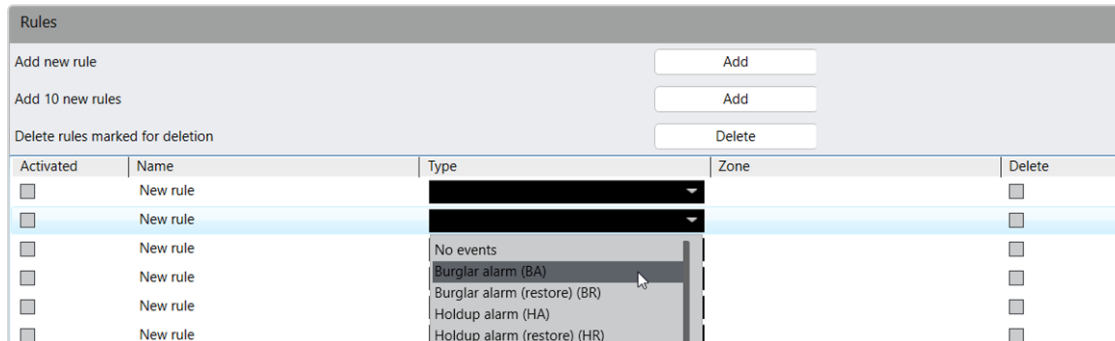 Rules
Add new rule Add
Add 10 new rules Add
Delete rules marked for deletion Delete
Activated Name Type Zone Delete
New rule
New rule
New rule No events
Burglar alarm (BA)
New rule Burglar alarm (restore) (BR)
New rule Holdup alarm (HA)
New rule Holdup alarm (restore) (HR)